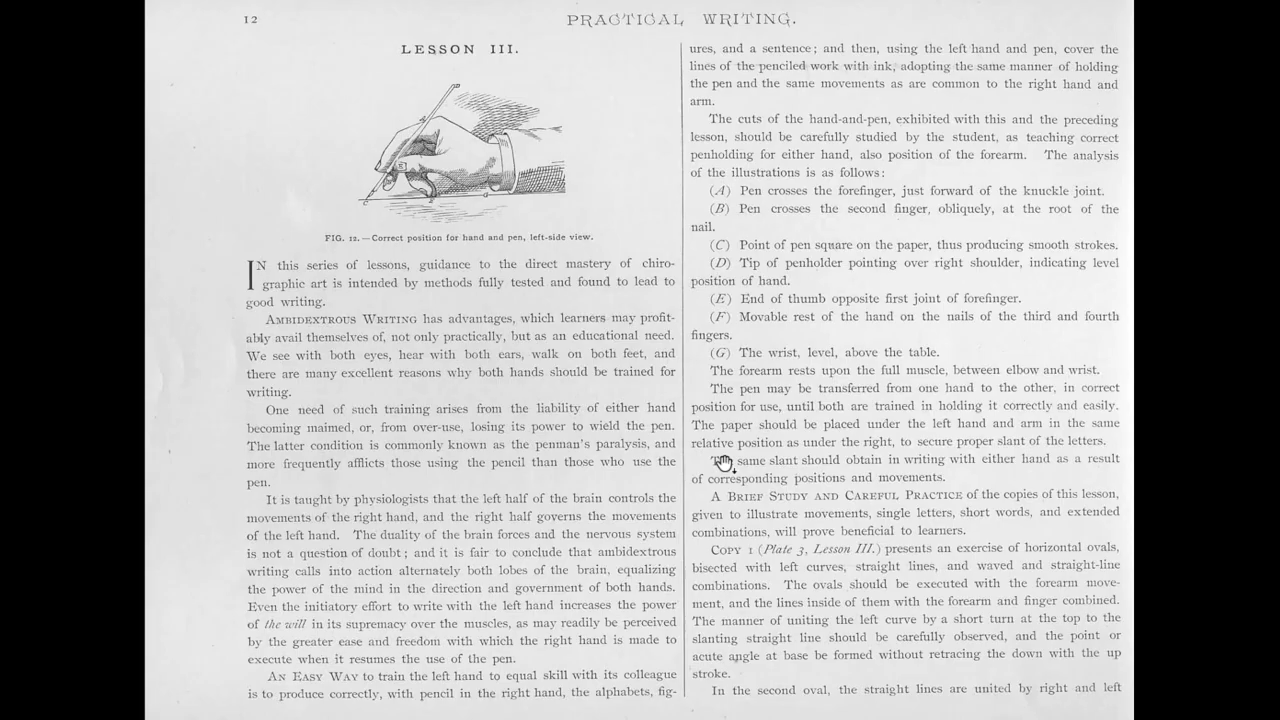 12
PRACTICAL WRITING.
LESSON III.
FIG. 12.—Correct position for hand and pen, left-side view.
IN this series of lessons, guidance to the direct mastery of chiro-
graphic art is intended by methods fully tested and found to lead to
good writing.
AMBIDEXTROUS WRITING has advantages, which learners may profit-
ably avail themselves of, not only practically, but as an educational need.
We see with both eyes, hear with both ears, walk on both feet, and
there are many excellent reasons why both hands should be trained for
writing.
One need of such training arises from the liability of either hand
becoming maimed, or, from over-use, losing its power to wield the pen.
The latter condition is commonly known as the penman's paralysis, and
more frequently afflicts those using the pencil than those who use the
pen.
It is taught by physiologists that the left half of the brain controls the
movements of the right hand, and the right half governs the movements
of the left hand. The duality of the brain forces and the nervous system
is not a question of doubt; and it is fair to conclude that ambidextrous
writing calls into action alternately both lobes of the brain, equalizing
the power of the mind in the direction and government of both hands.
Even the initiatory effort to write with the left hand increases the power
of the will in its supremacy over the muscles, as may readily be perceived
by the greater ease and freedom with which the right hand is made to
execute when it resumes the use of the pen.
AN EASY WAY to train the left hand to equal skill with its colleague
is to produce correctly, with pencil in the right hand, the alphabets, fig-
ures, and a sentence; and then, using the left hand and pen, cover the
lines of the penciled work with ink, adopting the same manner of holding
the pen and the same movements as are common to the right hand and
arm.
The cuts of the hand-and-pen, exhibited with this and the preceding
lesson, should be carefully studied by the student, as teaching correct
penholding for either hand, also position of the forearm. The analysis
of the illustrations is as follows:
(A) Pen crosses the forefinger, just forward of the knuckle joint.
(B) Pen crosses the second finger, obliquely, at the root of the
nail.
(C) Point of pen square on the paper, thus producing smooth strokes.
(D) Tip of penholder pointing over right shoulder, indicating level
position of hand.
(E) End of thumb opposite first joint of forefinger.
(F) Movable rest of the hand on the nails of the third and fourth
fingers.
(G) The wrist, level, above the table.
The forearm rests upon the full muscle, between elbow and wrist.
The pen may be transferred from one hand to the other, in correct
position for use, until both are trained in holding it correctly and easily.
The paper should be placed under the left hand and arm in the same
relative position as under the right, to secure proper slant of the letters.
same slant should obtain in writing with either hand as a result
of corresponding positions and movements.
A BRIEF STUDY AND CAREFUL PRACTICE of the copies of this lesson,
given to illustrate movements, single letters, short words, and extended
combinations, will prove beneficial to learners.
COPY 1 (Plate 3, Lesson III.) presents an exercise of horizontal ovals,
bisected with left curves, straight lines, and waved and straight-line
combinations. The ovals should be executed with the forearm move-
ment, and the lines inside of them with the forearm and finger combined.
The manner of uniting the left curve by a short turn at the top to the
slanting straight line should be carefully observed, and the point or
acute angle at base be formed without retracing the down with the up
stroke.
In the second oval, the straight lines are united by right and left